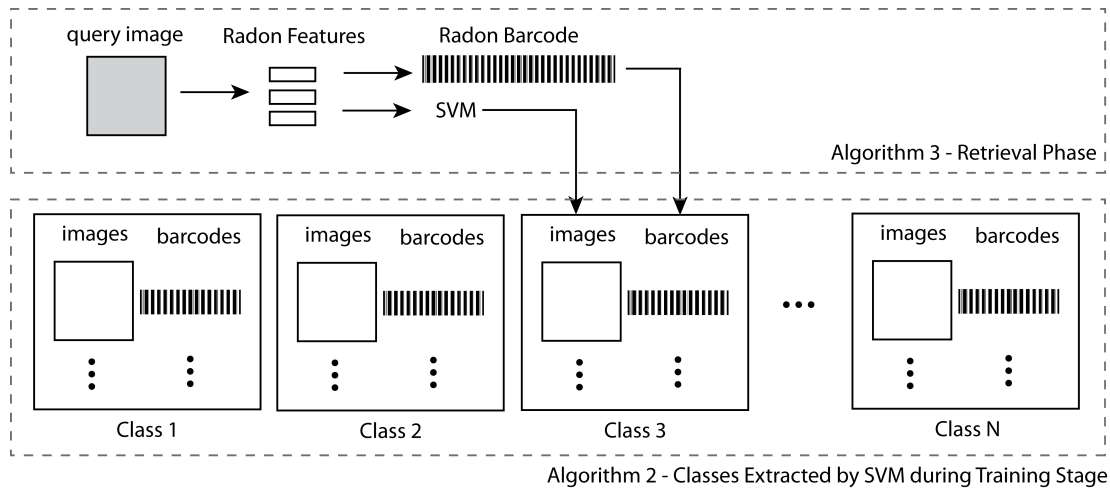 query image
Radon Features
Radon Barcode
SVM
Algorithm 3 - Retrieval Phase
images barcodes
images barcodes
images barcodes
images barcodes
Class 1
Class 2
Class 3
Class N
Algorithm 2 - Classes Extracted by SVM during Training Stage